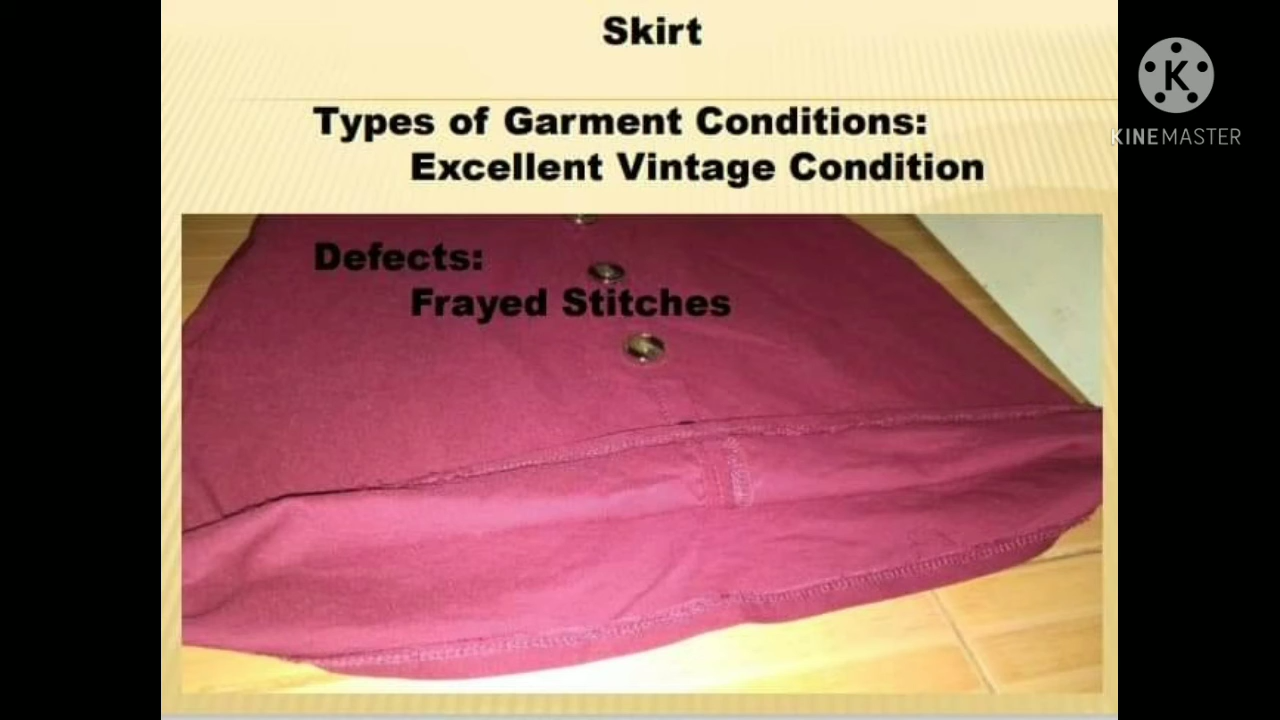 Skirt
Types of Garment Conditions:
Excellent Vintage Condition
Defects:
Frayed Stitches
K
KINEMASTER